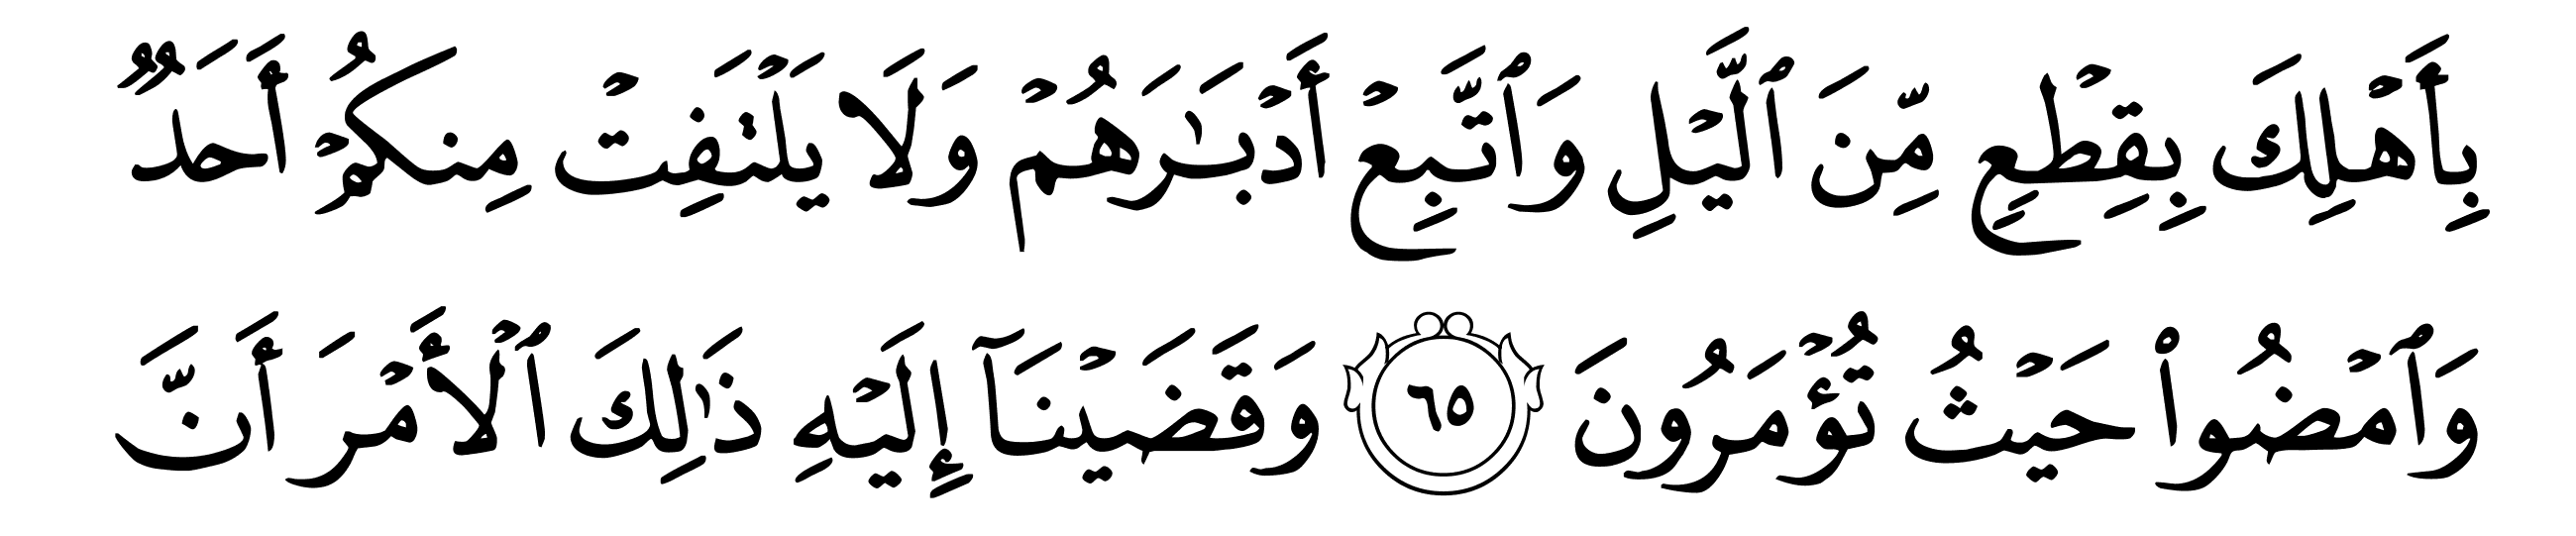 بِأَهۡلِكَ بِقِطۡعٖ مِّنَ ٱلَّيۡلِ وَٱتَّبِعۡ أَدۡبَٰرَهُمۡ وَلَا يَلۡتَفِتۡ مِنكُمۡ أَحَدٞ
وَٱمۡضُواْ حَيۡثُ تُؤۡمَرُونَ ٦٥ وَقَضَيۡنَآ إِلَيۡهِ ذَٰلِكَ ٱلۡأَمۡرَ أَنَّ